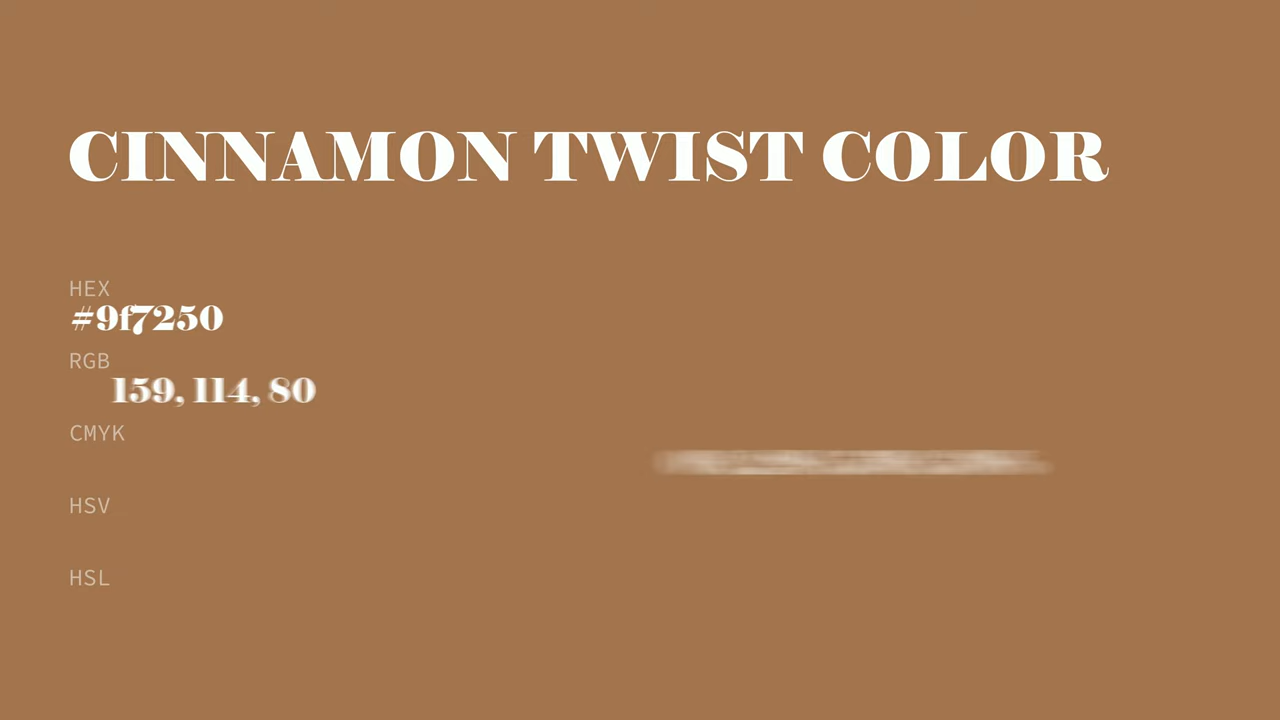 CINNAMON TWIST COLOR
HEX
#9f7250
RGB
159, 114, 80
CMYK
HSV
HSL